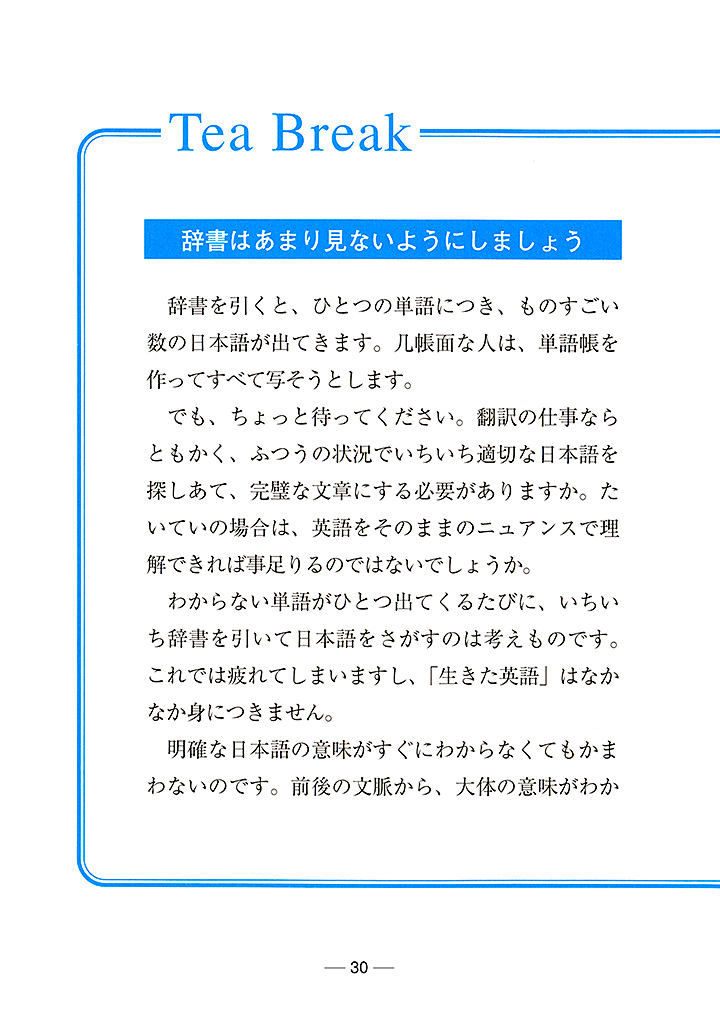 Tea Break
辞書はあまり見ないようにしましょう
辞書を引くと、ひとつの単語につき、ものすごい
数の日本語が出てきます。几帳面な人は、単語帳を
作ってすべて写そうとします。
でも、ちょっと待ってください。翻訳の仕事なら
ともかく、ふつうの状況でいちいち適切な日本語を
探しあて、完璧な文章にする必要がありますか。た
いていの場合は、英語をそのままのニュアンスで理
解できれば事足りるのではないでしょうか。
わからない単語がひとつ出てくるたびに、いちい
ち辞書を引いて日本語をさがすのは考えものです。
これでは疲れてしまいますし、「生きた英語」はなか
なか身につきません。
明確な日本語の意味がすぐにわからなくてもかま
わないのです。前後の文脈から、大体の意味がわか
— 30 —